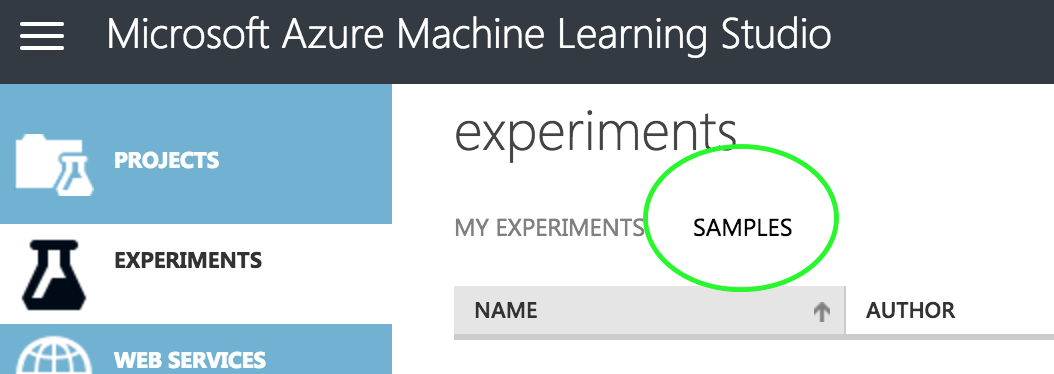 Microsoft Azure Machine Learning Studio
PROJECTS
EXPERIMENTS
WEB SERVICES
experiments
MY EXPERIMENTS SAMPLES
NAME AUTHOR